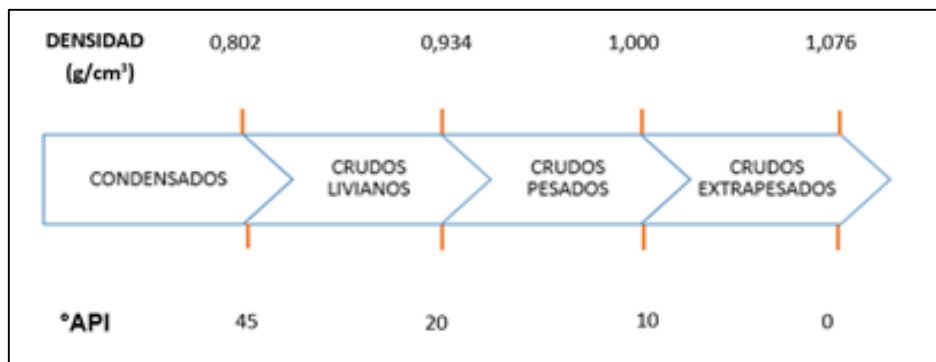 DENSIDAD 0,802 0,934 1,000 1,076
(g/cm³)
CONDENSADOS
CRUDOS
LIVIANOS
CRUDOS
PESADOS
CRUDOS
EXTRAPESADOS
°API 45 20 10 0